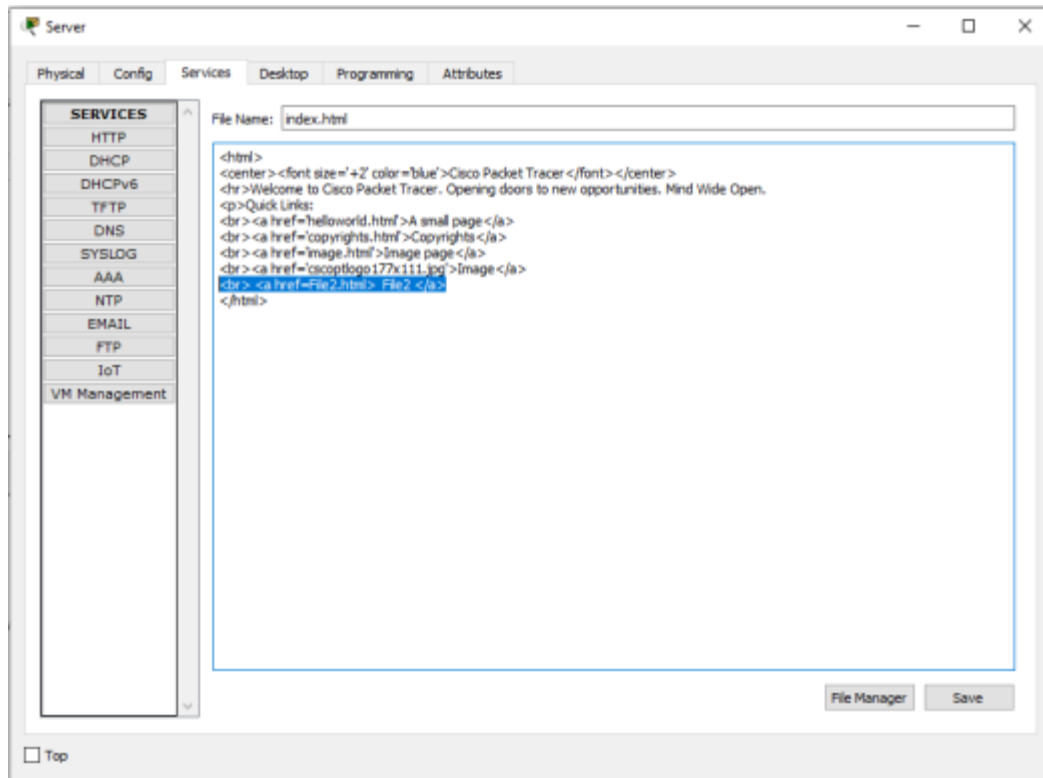 Server
Physical Config Services Desktop Programming Attributes
SERVICES
HTTP
DHCP
DHCPv6
TFTP
DNS
SYSLOG
AAA
NTP
EMAIL
FTP
IoT
VM Management
File Name: index.html
<html>
<center><font size='+2' color='blue'>Cisco Packet Tracer</font></center>
<hr>Welcome to Cisco Packet Tracer. Opening doors to new opportunities. Mind Wide Open.
<p>Quick Links:
<br><a href='helloworld.html'>A small page</a>
<br><a href='copyrights.html'>Copyrights</a>
<br><a href='image.html'>Image page</a>
<br><a href='cscoptlogo177x111.jpg'>Image</a>
<br> <a href=File2.html> File2 </a>
</html>
File Manager Save
Top